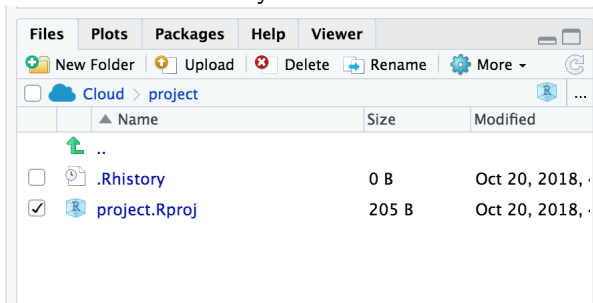 Files Plots Packages Help Viewer
New Folder Upload Delete Rename More
Cloud > project R ...
Name Size Modified
..
.Rhistory 0 B Oct 20, 2018,
project.Rproj 205 B Oct 20, 2018,